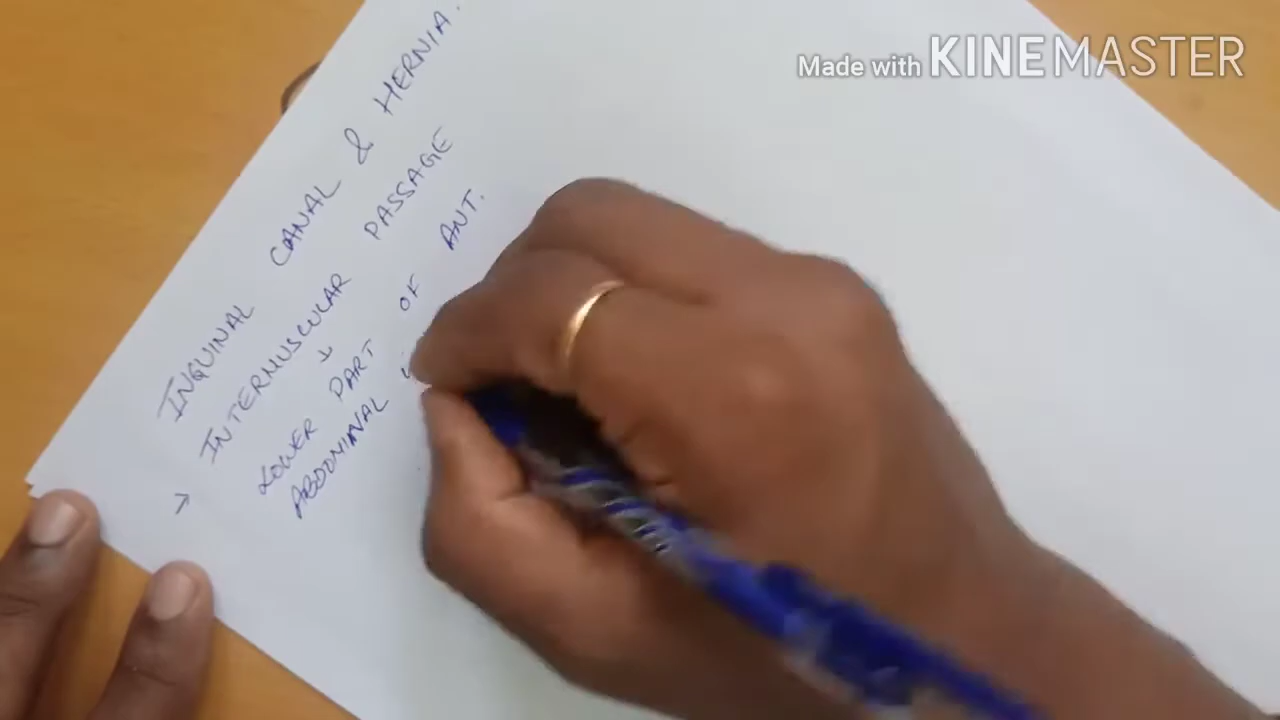 Made with KINEMASTER
INGUINAL CANAL & HERNIA.
> INTERMUSCULAR PASSAGE
↓
LOWER PART OF ANT.
ABDOMINAL